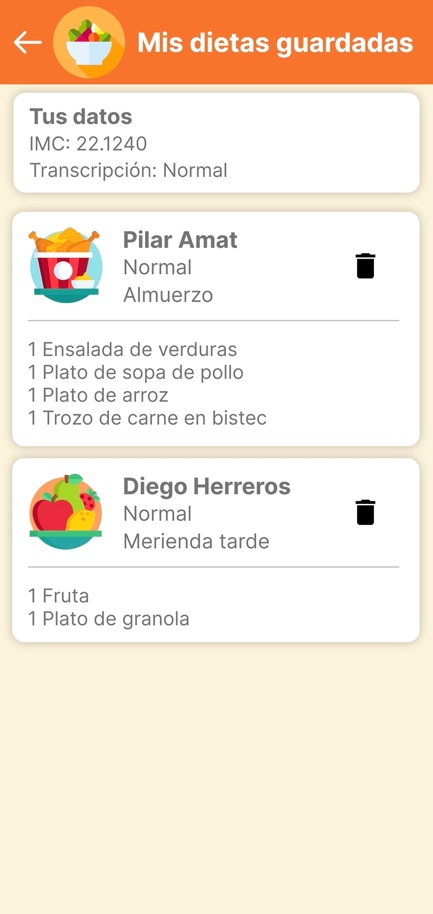 Mis dietas guardadas
Tus datos
IMC: 22.1240
Transcripción: Normal
Pilar Amat
Normal
Almuerzo
1 Ensalada de verduras
1 Plato de sopa de pollo
1 Plato de arroz
1 Trozo de carne en bistec
Diego Herreros
Normal
Merienda tarde
1 Fruta
1 Plato de granola